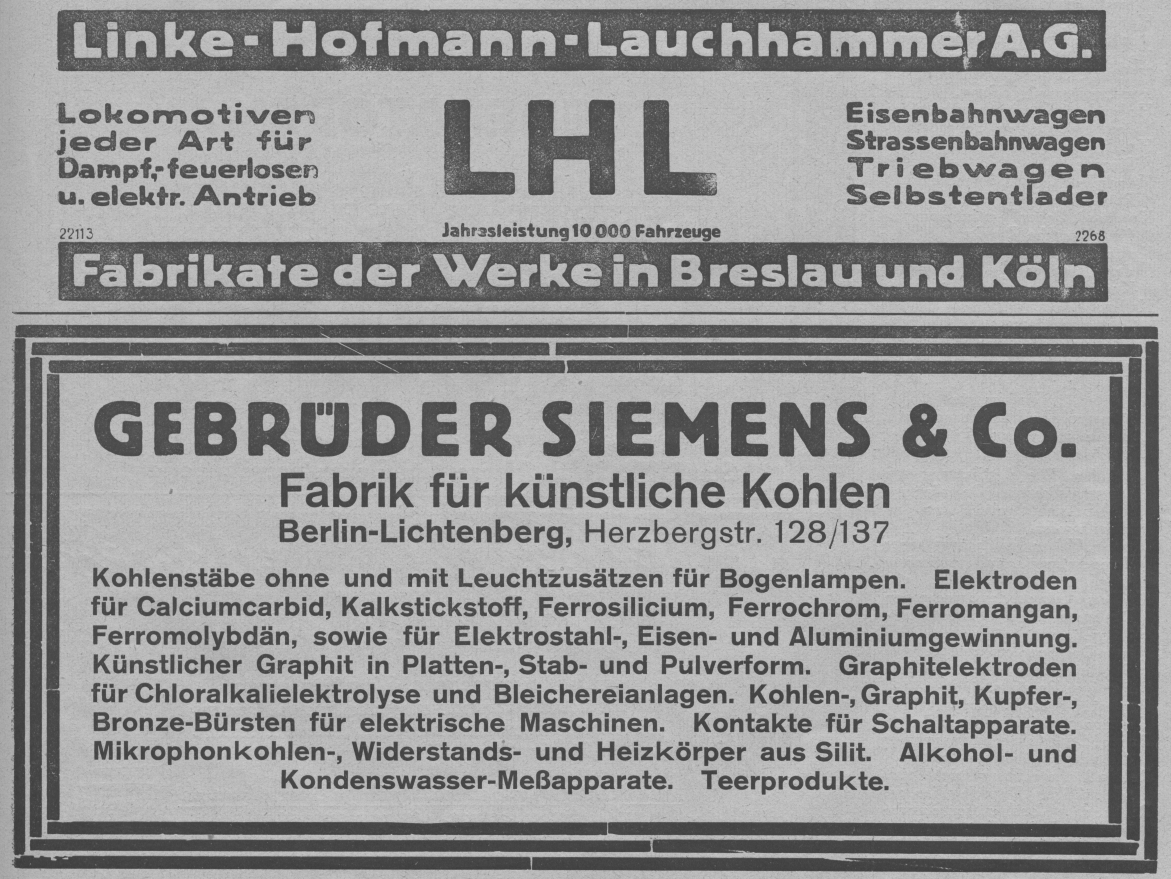 Linke-Hofmann-Lauchhammer A.G.
Lokomotiven
jeder Art für
Dampf,-feuerlosen
u. elektr. Antrieb
22113
LHL
Jahresleistung 10 000 Fahrzeuge
Eisenbahnwagen
Strassenbahnwagen
Triebwagen
Selbstentlader
2268
Fabrikate der Werke in Breslau und Köln
GEBRÜDER SIEMENS & Co.
Fabrik für künstliche Kohlen
Berlin-Lichtenberg, Herzbergstr. 128/137
Kohlenstäbe ohne und mit Leuchtzusätzen für Bogenlampen. Elektroden
für Calciumcarbid, Kalkstickstoff, Ferrosilicium, Ferrochrom, Ferromangan,
Ferromolybdän, sowie für Elektrostahl-, Eisen- und Aluminiumgewinnung.
Künstlicher Graphit in Platten-, Stab- und Pulverform. Graphitelektroden
für Chloralkalielektrolyse und Bleichereianlagen. Kohlen-, Graphit, Kupfer-,
Bronze-Bürsten für elektrische Maschinen. Kontakte für Schaltapparate.
Mikrophonkohlen-, Widerstands- und Heizkörper aus Silit. Alkohol- und
Kondenswasser-Meßapparate. Teerprodukte.